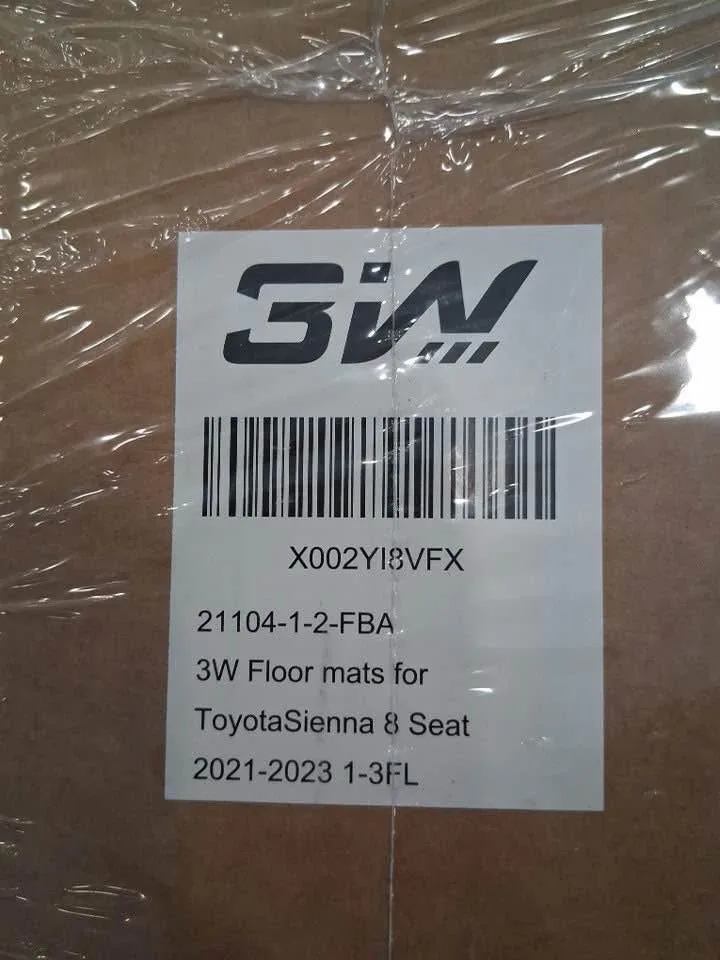 3W
X002YI8VFX
21104-1-2-FBA
3W Floor mats for
ToyotaSienna 8 Seat
2021-2023 1-3FL